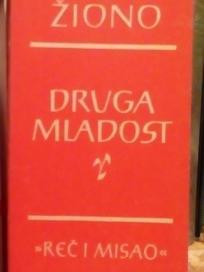 ŽIONO
DRUGA
MLADOST
»REČ I MISAO«